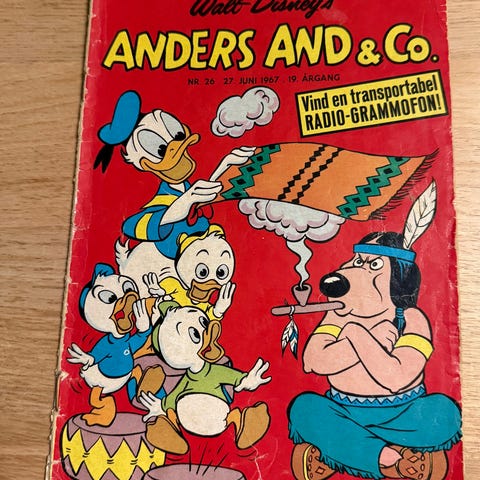 Walt Disney's
ANDERS AND & Co.
NR. 26 27. JUNI 1967 . 19. ÅRGANG
Vind en transportabel
RADIO-GRAMMOFON!